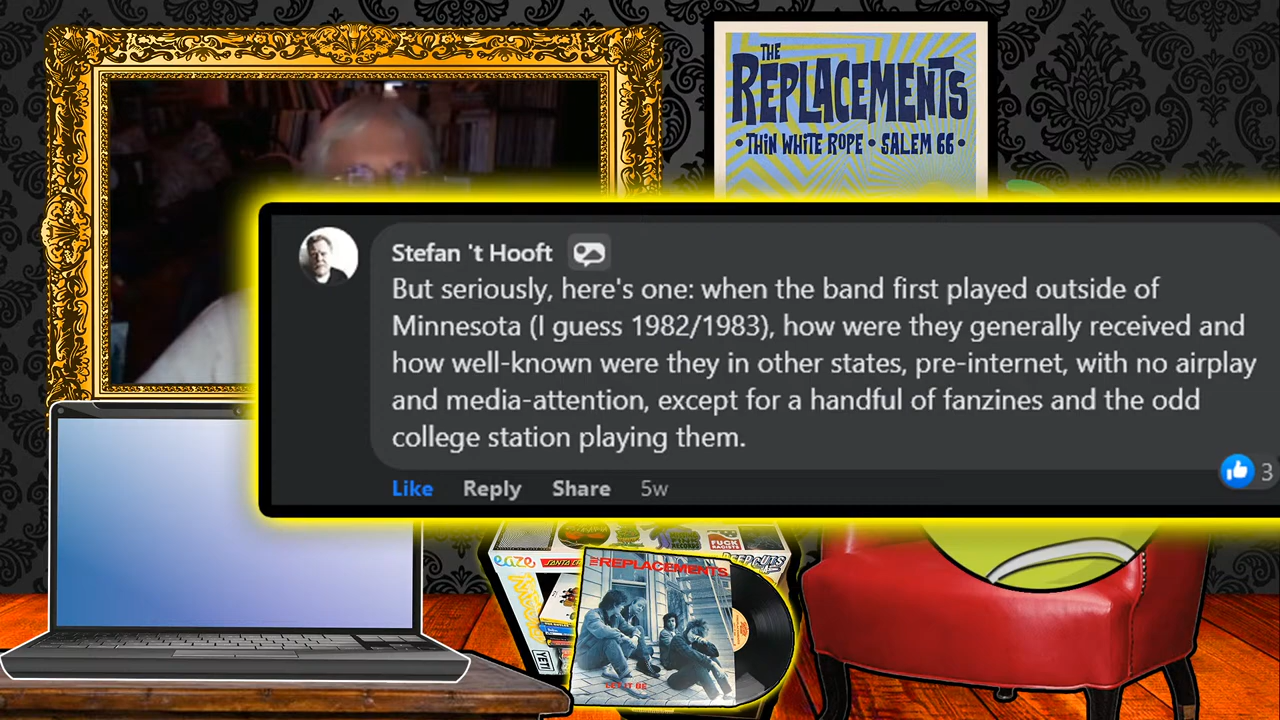 THE
REPLACEMENTS
• THIN WHITE ROPE • SALEM 66 •
Stefan 't Hooft
But seriously, here's one: when the band first played outside of
Minnesota (I guess 1982/1983), how were they generally received and
how well-known were they in other states, pre-internet, with no airplay
and media-attention, except for a handful of fanzines and the odd
college station playing them.
3
Like Reply Share 5w
FUCK
RACISTS
YETI
THE REPLACEMENTS
LET IT BE